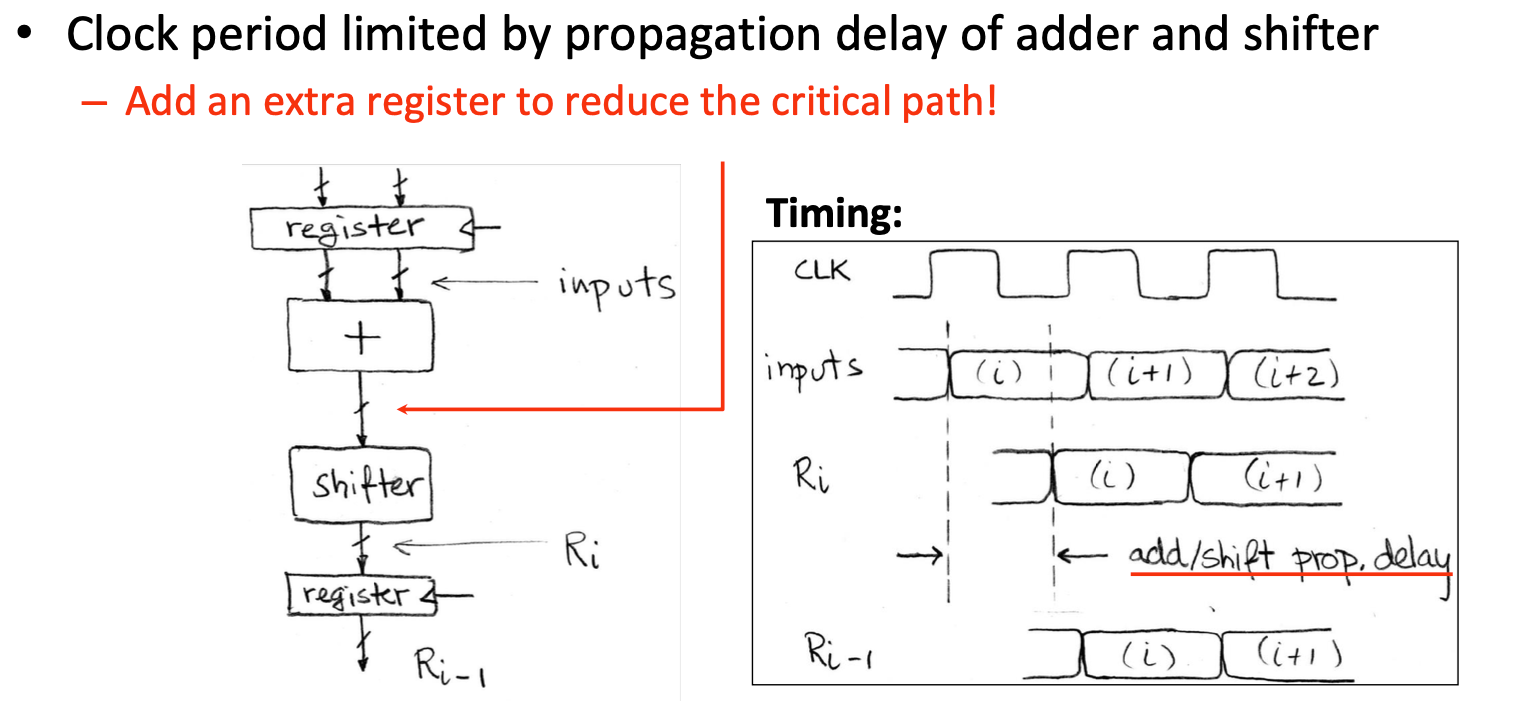 • Clock period limited by propagation delay of adder and shifter
– Add an extra register to reduce the critical path!
register
inputs
+
shifter
Ri
register
Ri-1
Timing:
CLK
inputs (i) (i+1) (i+2)
Ri (i) (i+1)
add/shift prop. delay
Ri-1 (i) (i+1)